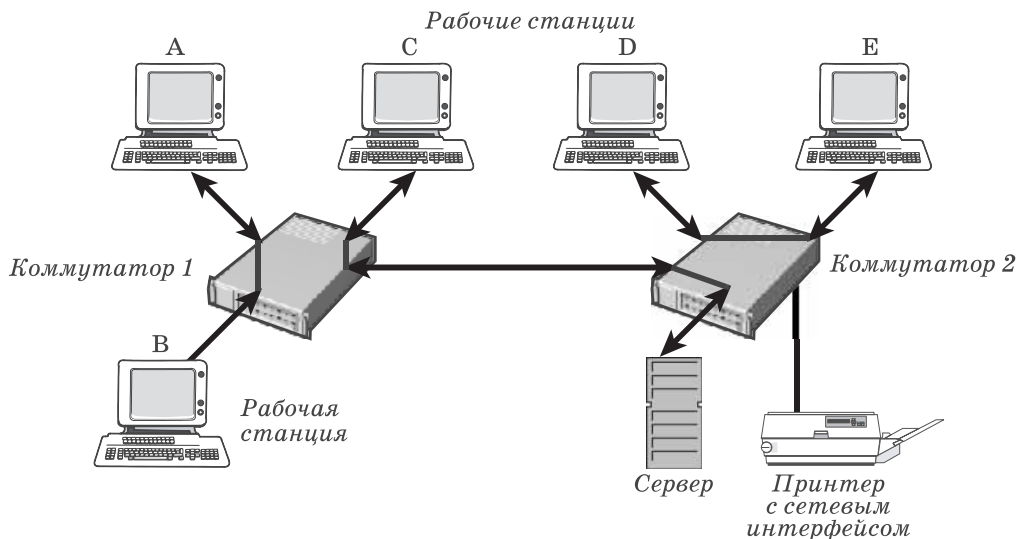 Рабочие станции
A C D E
Коммутатор 1
Коммутатор 2
B
Рабочая
станция
Сервер
Принтер
с сетевым
интерфейсом